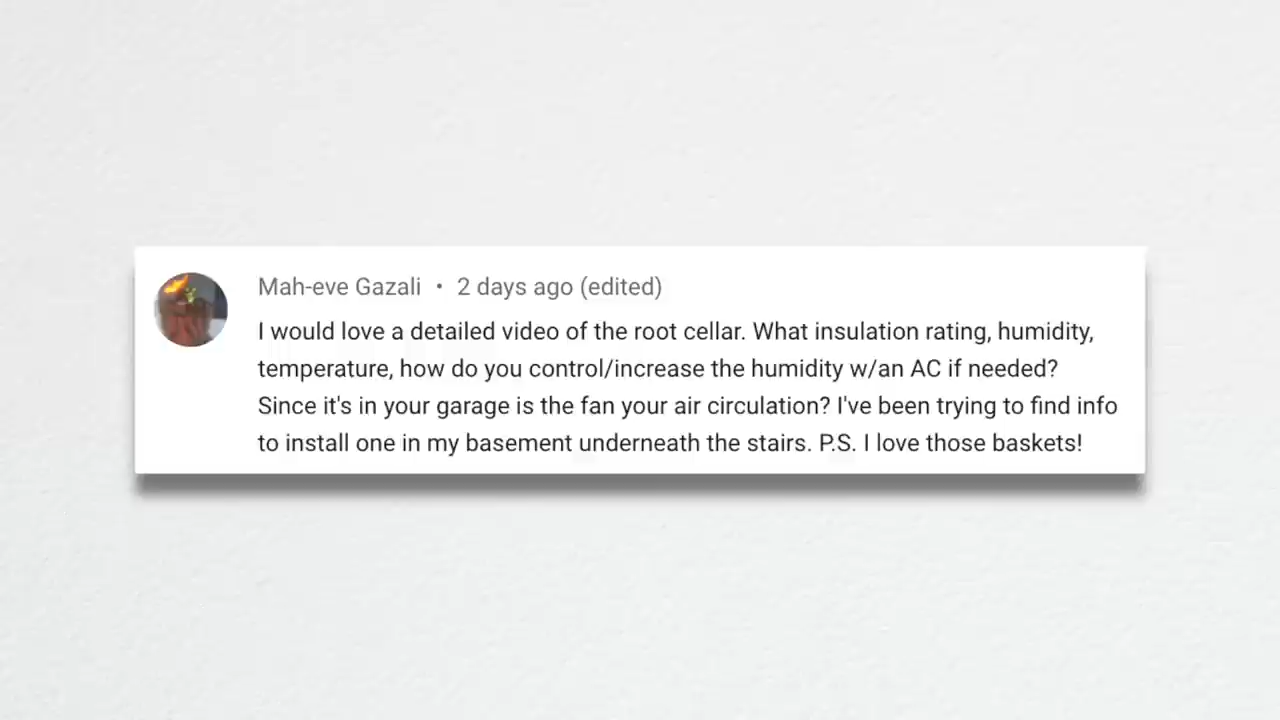 Mah-eve Gazali • 2 days ago (edited)
I would love a detailed video of the root cellar. What insulation rating, humidity,
temperature, how do you control/increase the humidity w/an AC if needed?
Since it's in your garage is the fan your air circulation? I've been trying to find info
to install one in my basement underneath the stairs. P.S. I love those baskets!